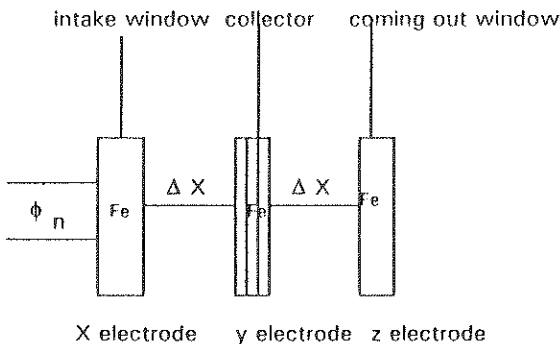 intake window collector coming out window
Δ X Δ X
ϕ n Fe Fe Fe
X electrode y electrode z electrode